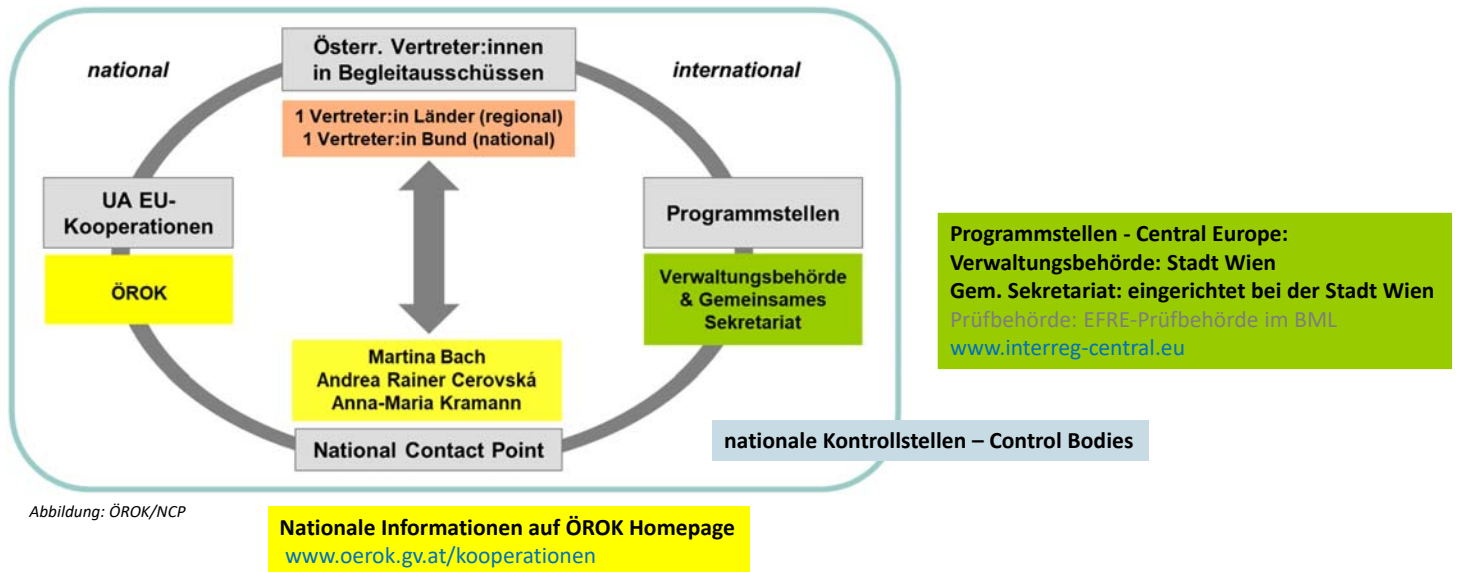 national
Österr. Vertreter:innen
in Begleitausschüssen
international
1 Vertreter:in Länder (regional)
1 Vertreter:in Bund (national)
UA EU-
Kooperationen
ÖROK
Programmstellen
Verwaltungsbehörde
& Gemeinsames
Sekretariat
Martina Bach
Andrea Rainer Cerovská
Anna-Maria Kramann
National Contact Point
Programmstellen - Central Europe:
Verwaltungsbehörde: Stadt Wien
Gem. Sekretariat: eingerichtet bei der Stadt Wien
Prüfbehörde: EFRE-Prüfbehörde im BML
www.interreg-central.eu
nationale Kontrollstellen – Control Bodies
Abbildung: ÖROK/NCP
Nationale Informationen auf ÖROK Homepage
www.oerok.gv.at/kooperationen